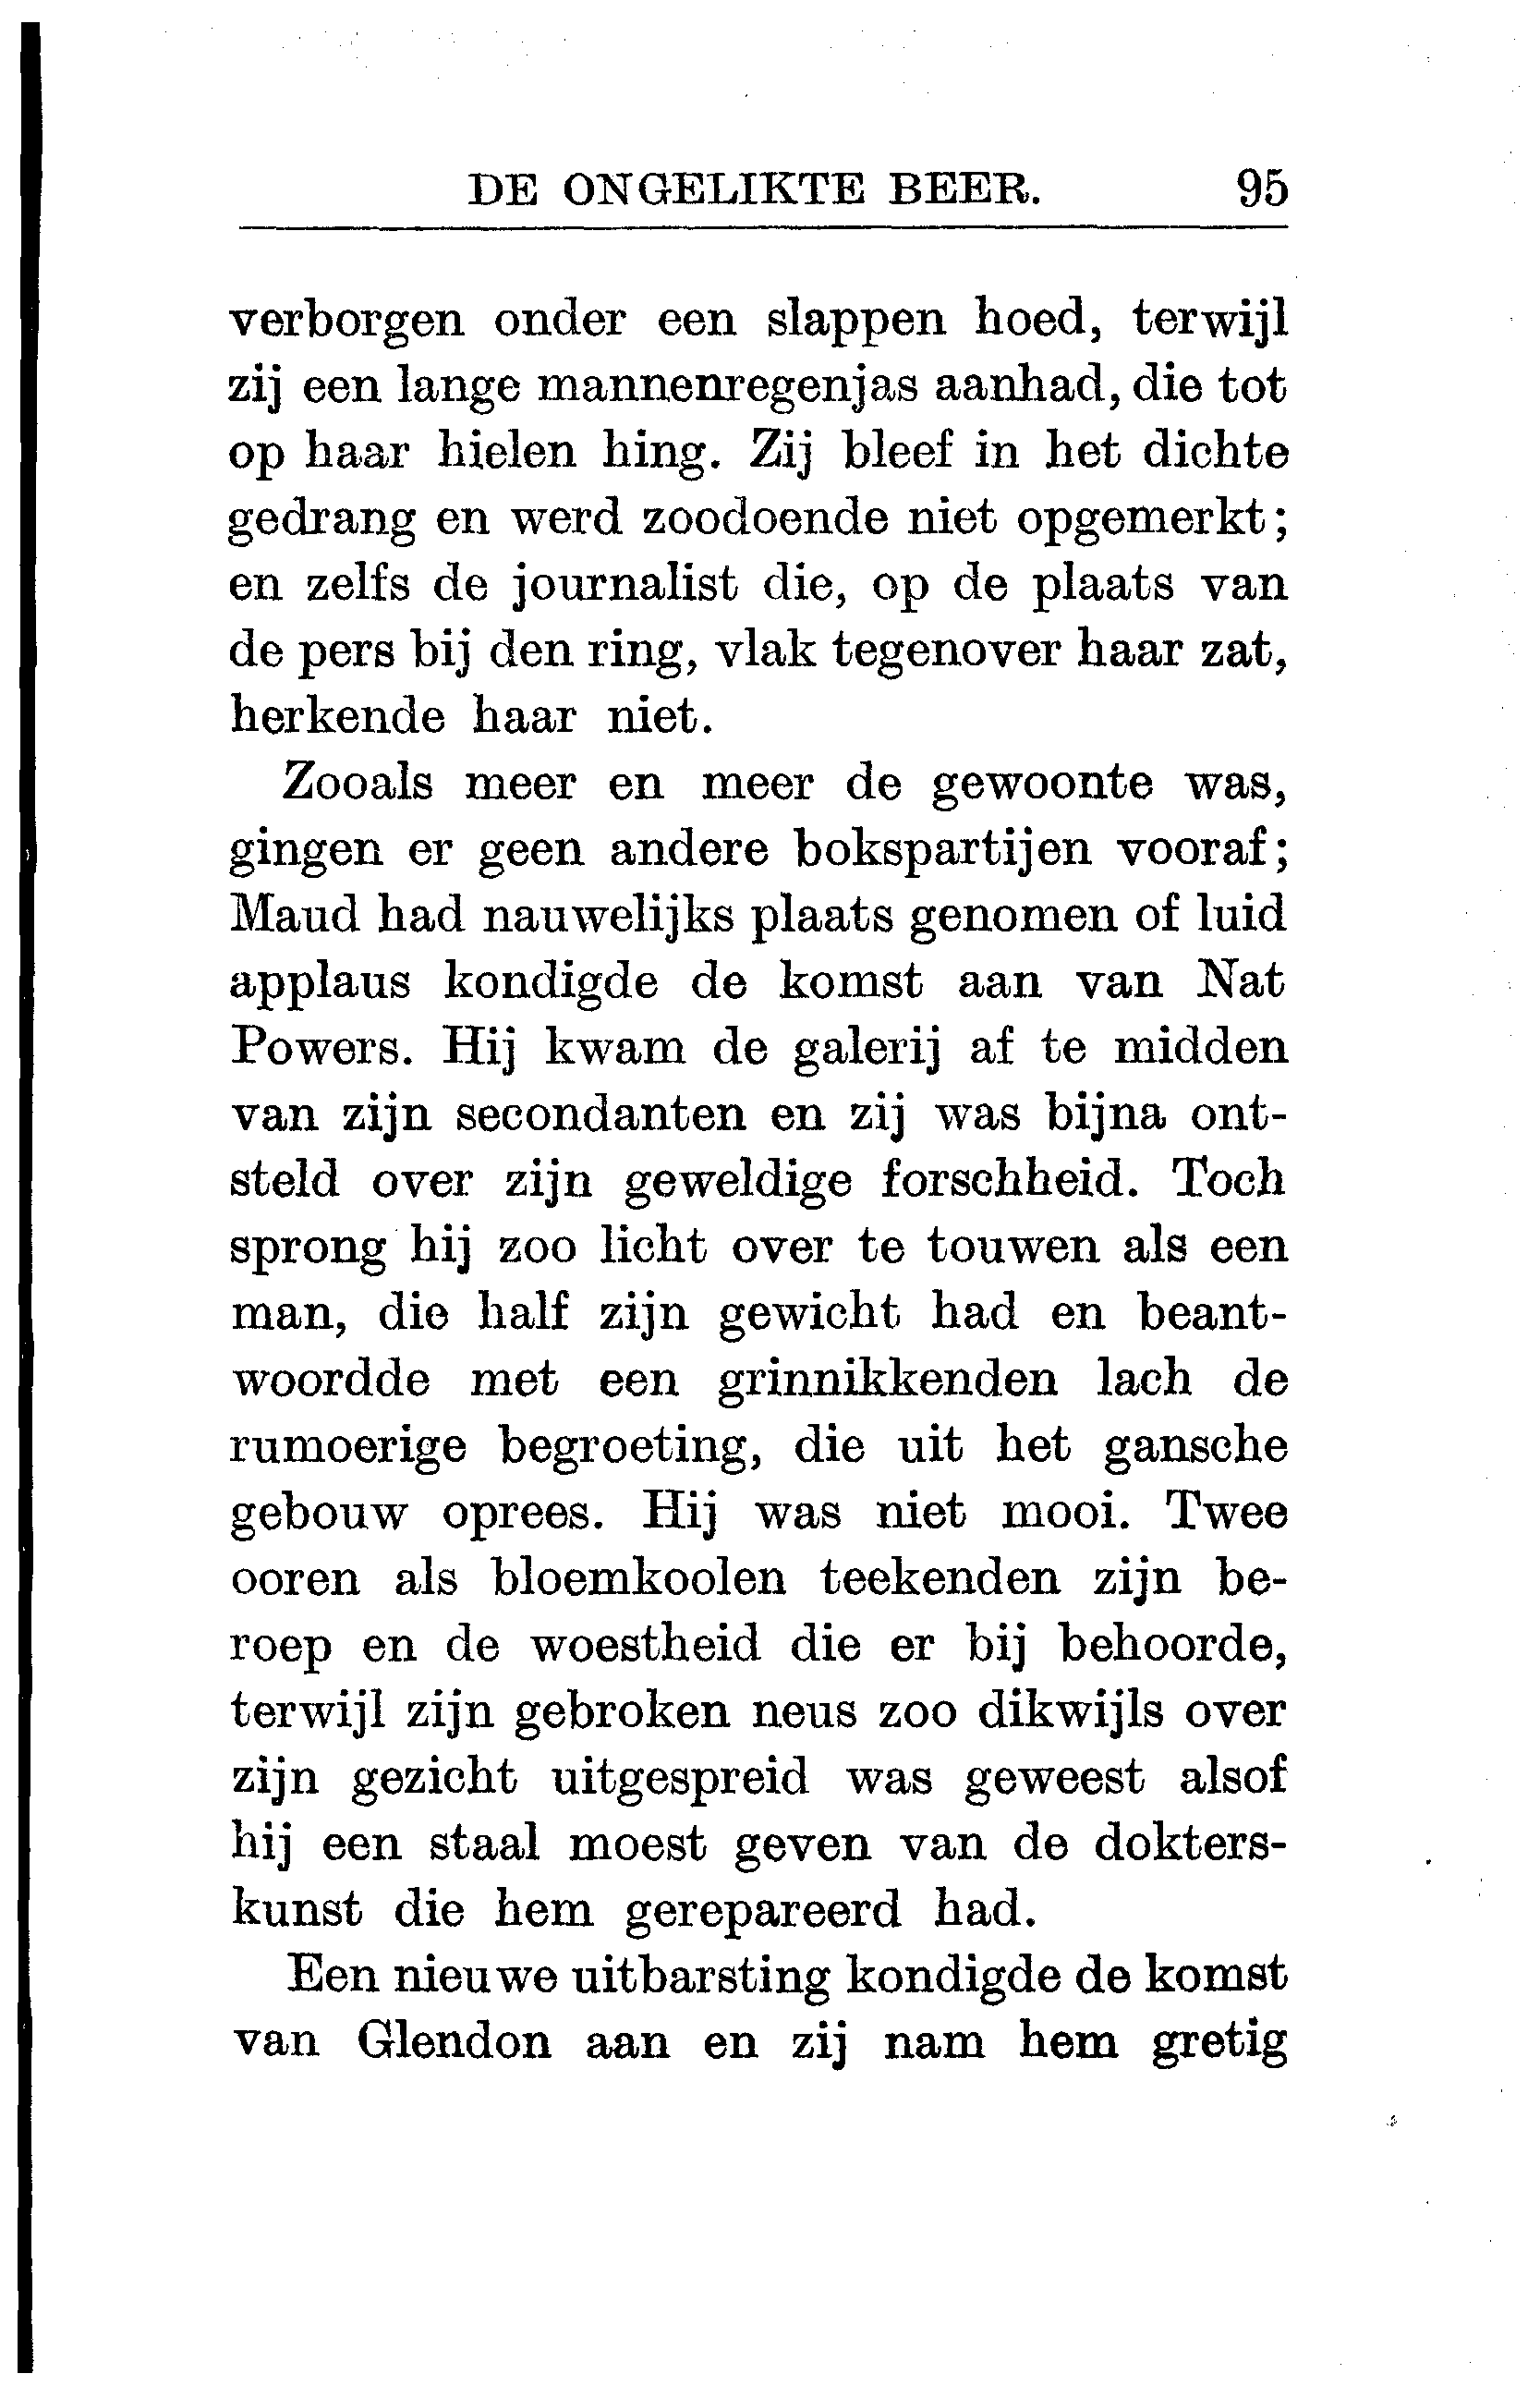 DE ONGELIKTE BEER. 95
verborgen onder een slappen hoed, terwijl
zij een lange mannenregenjas aanhad, die tot
op haar hielen hing. Zij bleef in het dichte
gedrang en werd zoodoende niet opgemerkt;
en zelfs de journalist die, op de plaats van
de pers bij den ring, vlak tegenover haar zat,
herkende haar niet.
Zooals meer en meer de gewoonte was,
gingen er geen andere bokspartijen vooraf;
Maud had nauwelijks plaats genomen of luid
applaus kondigde de komst aan van Nat
Powers. Hij kwam de galerij af te midden
van zijn secondanten en zij was bijna ont-
steld over zijn geweldige forschheid. Toch
sprong hij zoo licht over te touwen als een
man, die half zijn gewicht had en beant-
woordde met een grinnikkenden lach de
rumoerige begroeting, die uit het gansche
gebouw oprees. Hij was niet mooi. Twee
ooren als bloemkoolen teekenden zijn be-
roep en de woestheid die er bij behoorde,
terwijl zijn gebroken neus zoo dikwijls over
zijn gezicht uitgespreid was geweest alsof
hij een staal moest geven van de dokters-
kunst die hem gerepareerd had.
Een nieuwe uitbarsting kondigde de komst
van Glendon aan en zij nam hem gretig